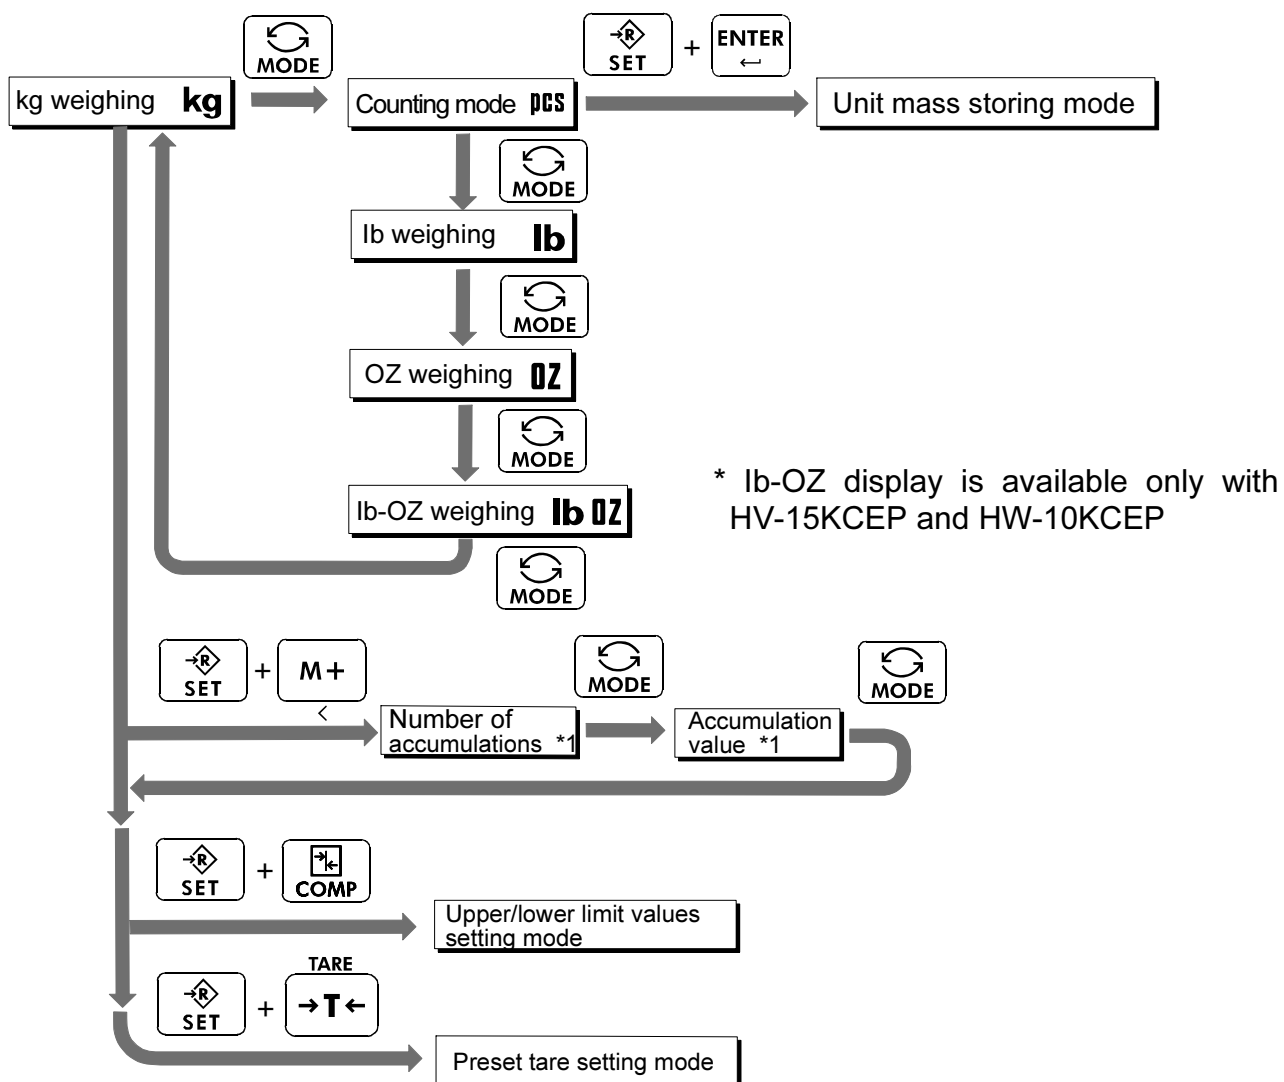 MODE
SET + ENTER
kg weighing kg
Counting mode pcs
Unit mass storing mode
MODE
lb weighing lb
MODE
OZ weighing OZ
MODE
lb-OZ weighing lb OZ
* lb-OZ display is available only with
HV-15KCEP and HW-10KCEP
MODE
R SET + M+
<
MODE
MODE
Number of
accumulations *1
Accumulation
value *1
R SET + COMP
Upper/lower limit values
setting mode
TARE
R SET + →T←
Preset tare setting mode